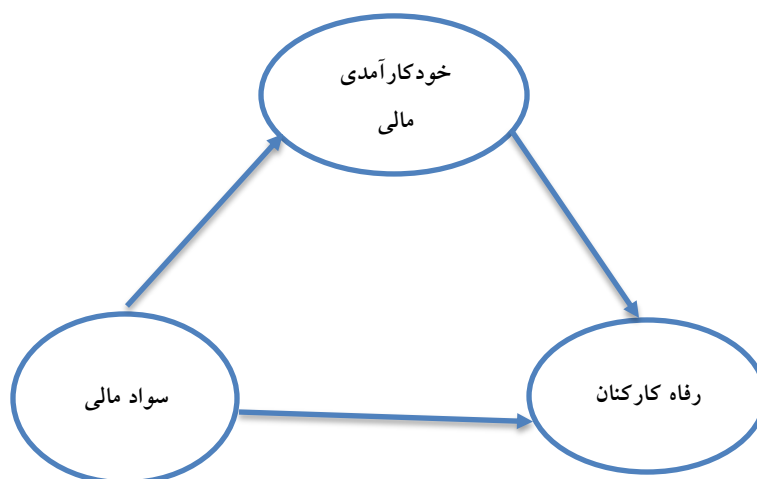 خودکارآمدی
مالی
سواد مالی
رفاه کارکنان